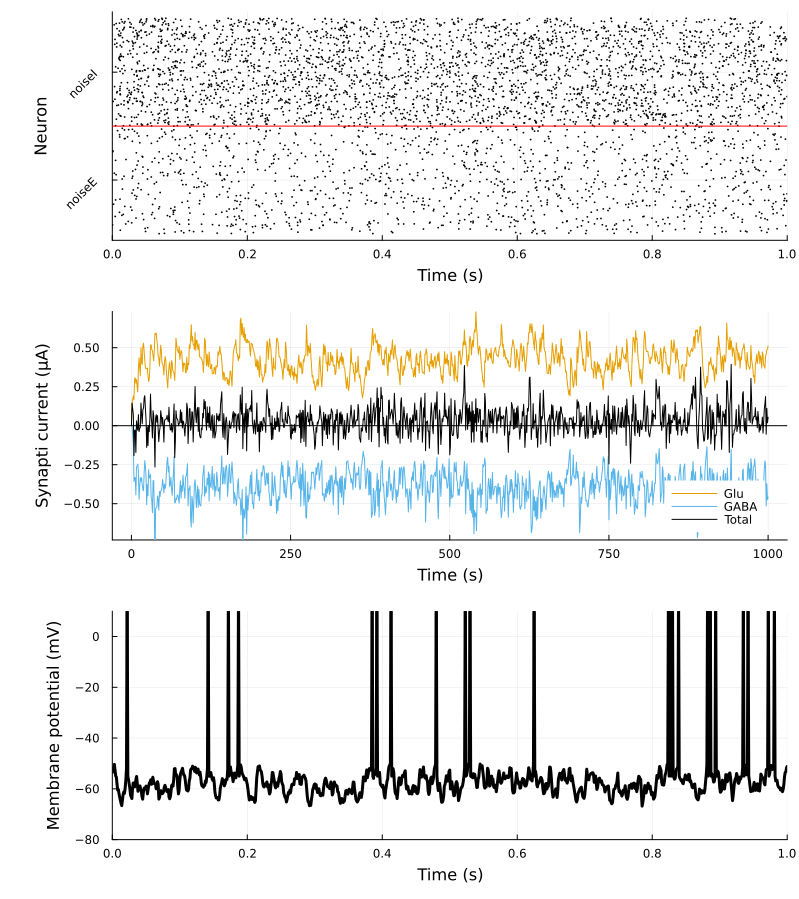 Neuron
noiseI
noiseE
0.0 0.2 0.4 0.6 0.8 1.0
Time (s)
Synapti current (μA)
0.50
0.25
0.00
−0.25
−0.50
Glu
GABA
Total
0 250 500 750 1000
Time (s)
Membrane potential (mV)
0
−20
−40
−60
−80
0.0 0.2 0.4 0.6 0.8 1.0
Time (s)